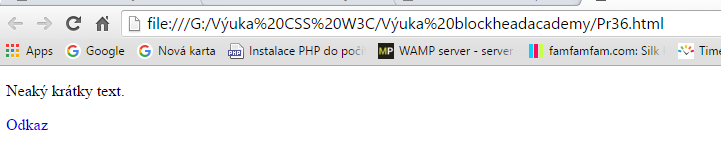 file:///G:/Výuka%20CSS%20W3C/Výuka%20blockheadacademy/Pr36.html
Apps Google Nová karta Instalace PHP do počí MP WAMP server - server famfamfam.com: Silk Time
Neaký krátky text.
Odkaz